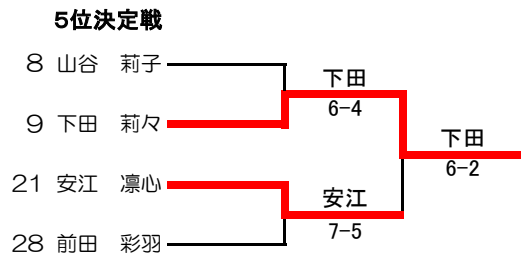 5位決定戦
8 山谷 莉子
下田
9 下田 莉々
6-4
下田
6-2
21 安江 凛心
安江
28 前田 彩羽
7-5